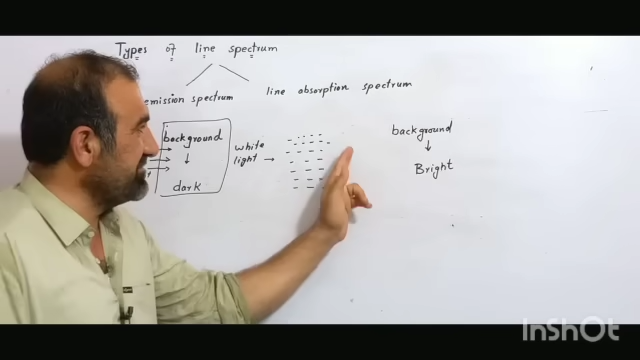 Types of line spectrum
emission spectrum
line absorption spectrum
background
↓
dark
white
light →
background
↓
Bright
InShOt